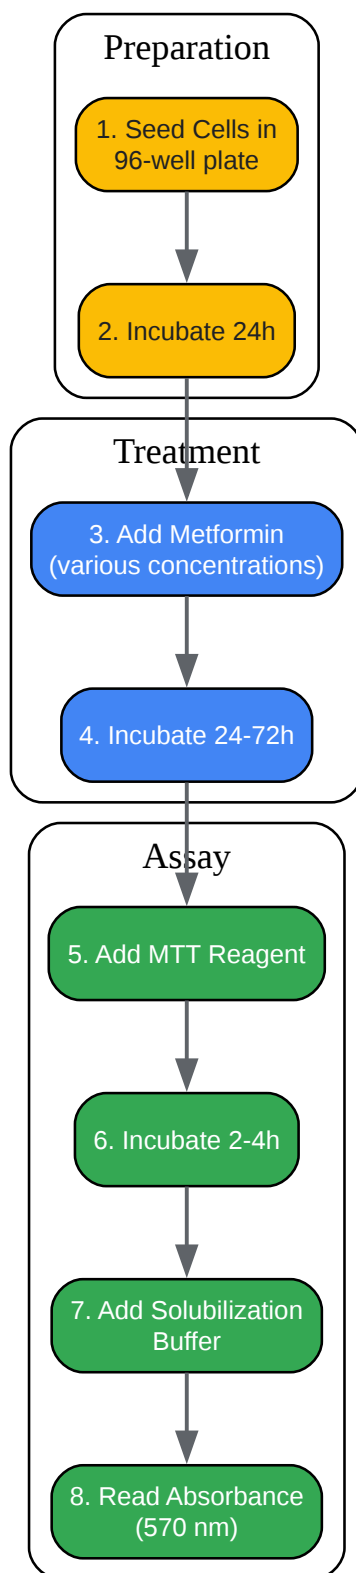 Preparation
1. Seed Cells in
96-well plate
2. Incubate 24h
Treatment
3. Add Metformin
(various concentrations)
4. Incubate 24-72h
Assay
5. Add MTT Reagent
6. Incubate 2-4h
7. Add Solubilization
Buffer
8. Read Absorbance
(570 nm)